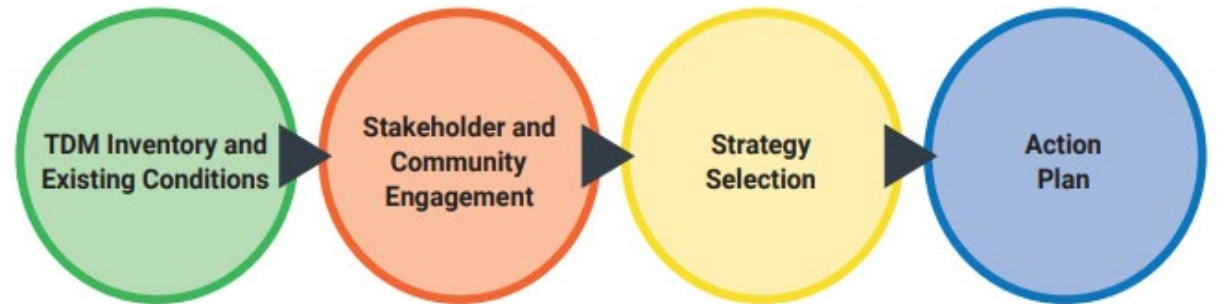 TDM Inventory and
Existing Conditions
Stakeholder and
Community
Engagement
Strategy
Selection
Action
Plan